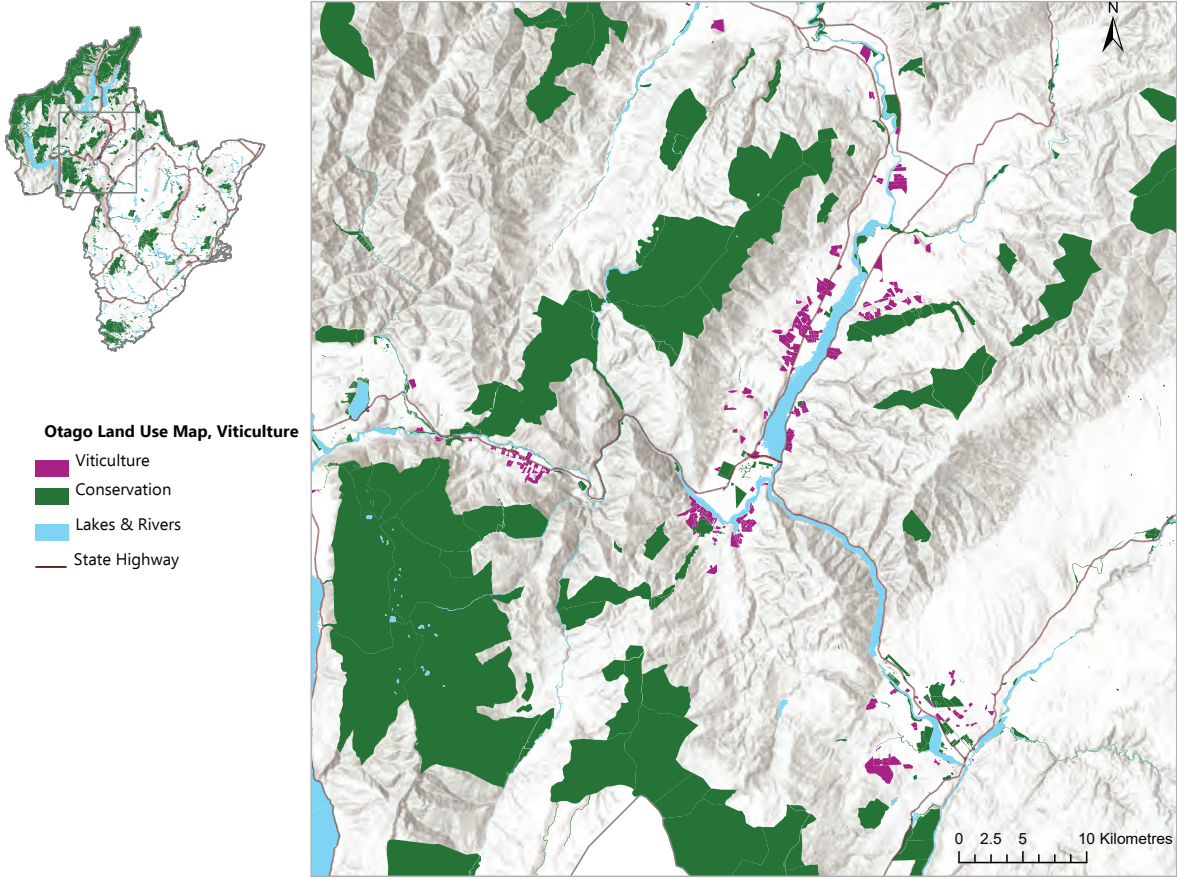 N
Otago Land Use Map, Viticulture
Viticulture
Conservation
Lakes & Rivers
State Highway
0 2.5 5 10 Kilometres